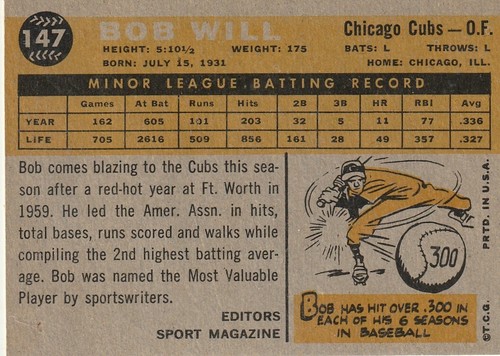 147
BOB WILL
Chicago Cubs — O.F.
HEIGHT: 5:10½ WEIGHT: 175 BATS: L THROWS: L
BORN: JULY 15, 1931 HOME: CHICAGO, ILL.
MINOR LEAGUE BATTING RECORD
Games At Bat Runs Hits 2B 3B HR RBI Avg
YEAR 162 605 101 203 32 5 11 77 .336
LIFE 705 2616 509 856 161 28 49 357 .327
Bob comes blazing to the Cubs this sea-
son after a red-hot year at Ft. Worth in
1959. He led the Amer. Assn. in hits,
total bases, runs scored and walks while
compiling the 2nd highest batting aver-
age. Bob was named the Most Valuable
Player by sportswriters.
EDITORS
SPORT MAGAZINE
300
BOB HAS HIT OVER .300 IN
EACH OF HIS 6 SEASONS
IN BASEBALL
©T.C.G. PRTD. IN U.S.A.